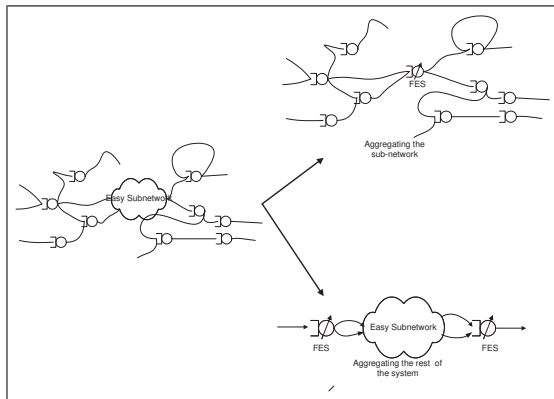 FES
Aggregating the
sub-network
Easy Subnetwork
Easy Subnetwork
FES
FES
Aggregating the rest of
the system